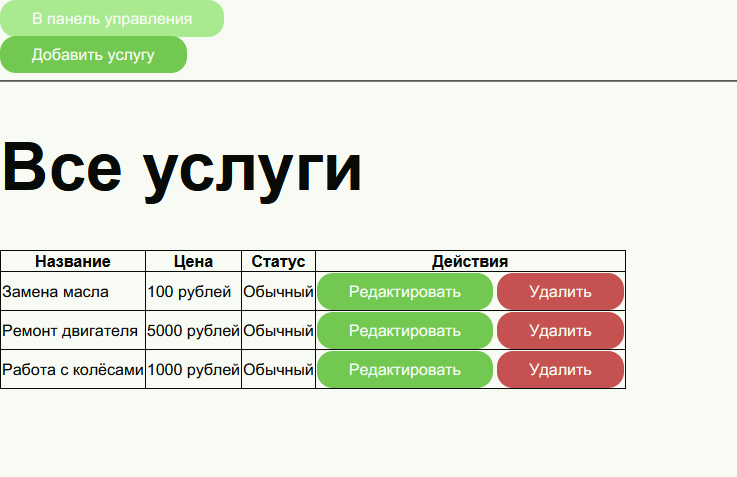 В панель управления
Добавить услугу
Все услуги
Название Цена Статус Действия
Замена масла 100 рублей Обычный Редактировать Удалить
Ремонт двигателя 5000 рублей Обычный Редактировать Удалить
Работа с колёсами 1000 рублей Обычный Редактировать Удалить